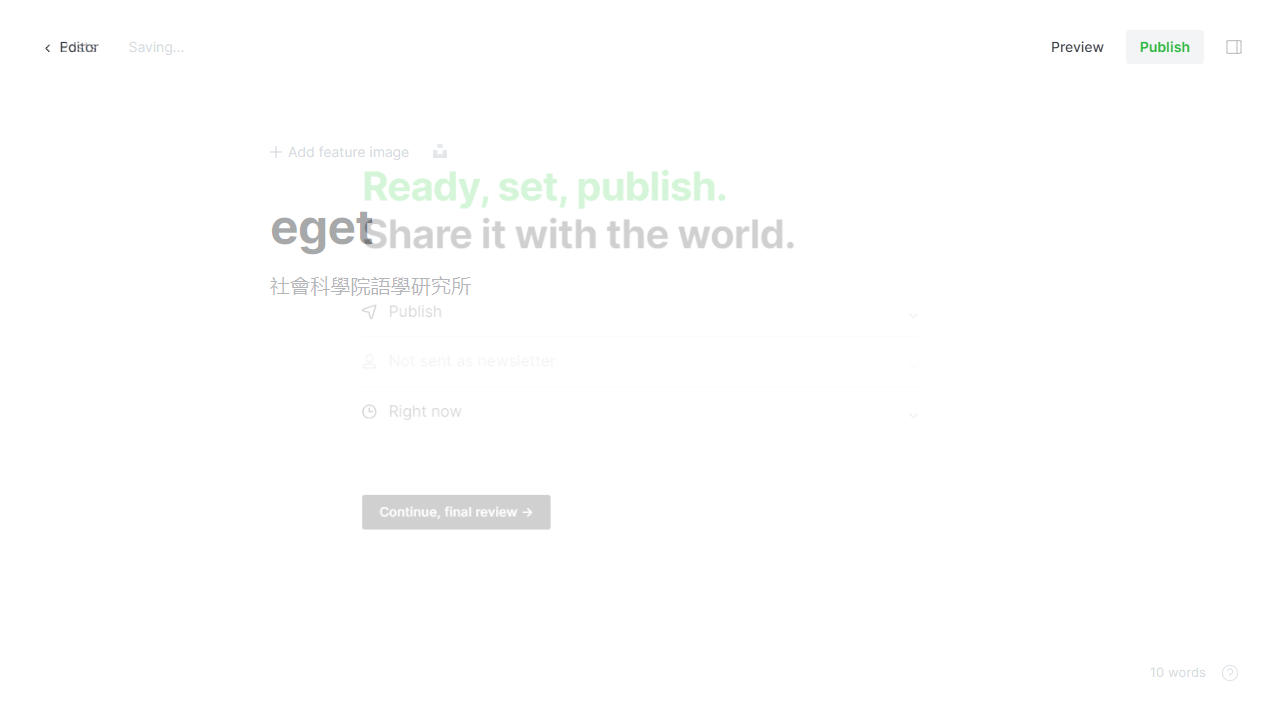 Editor
Saving...
Preview
Publish
Add feature image
Ready, set, publish.
eget
Share it with the world.
社會科學院語學研究所
Publish
Not sent as newsletter
Right now
Continue, final review →
10 words